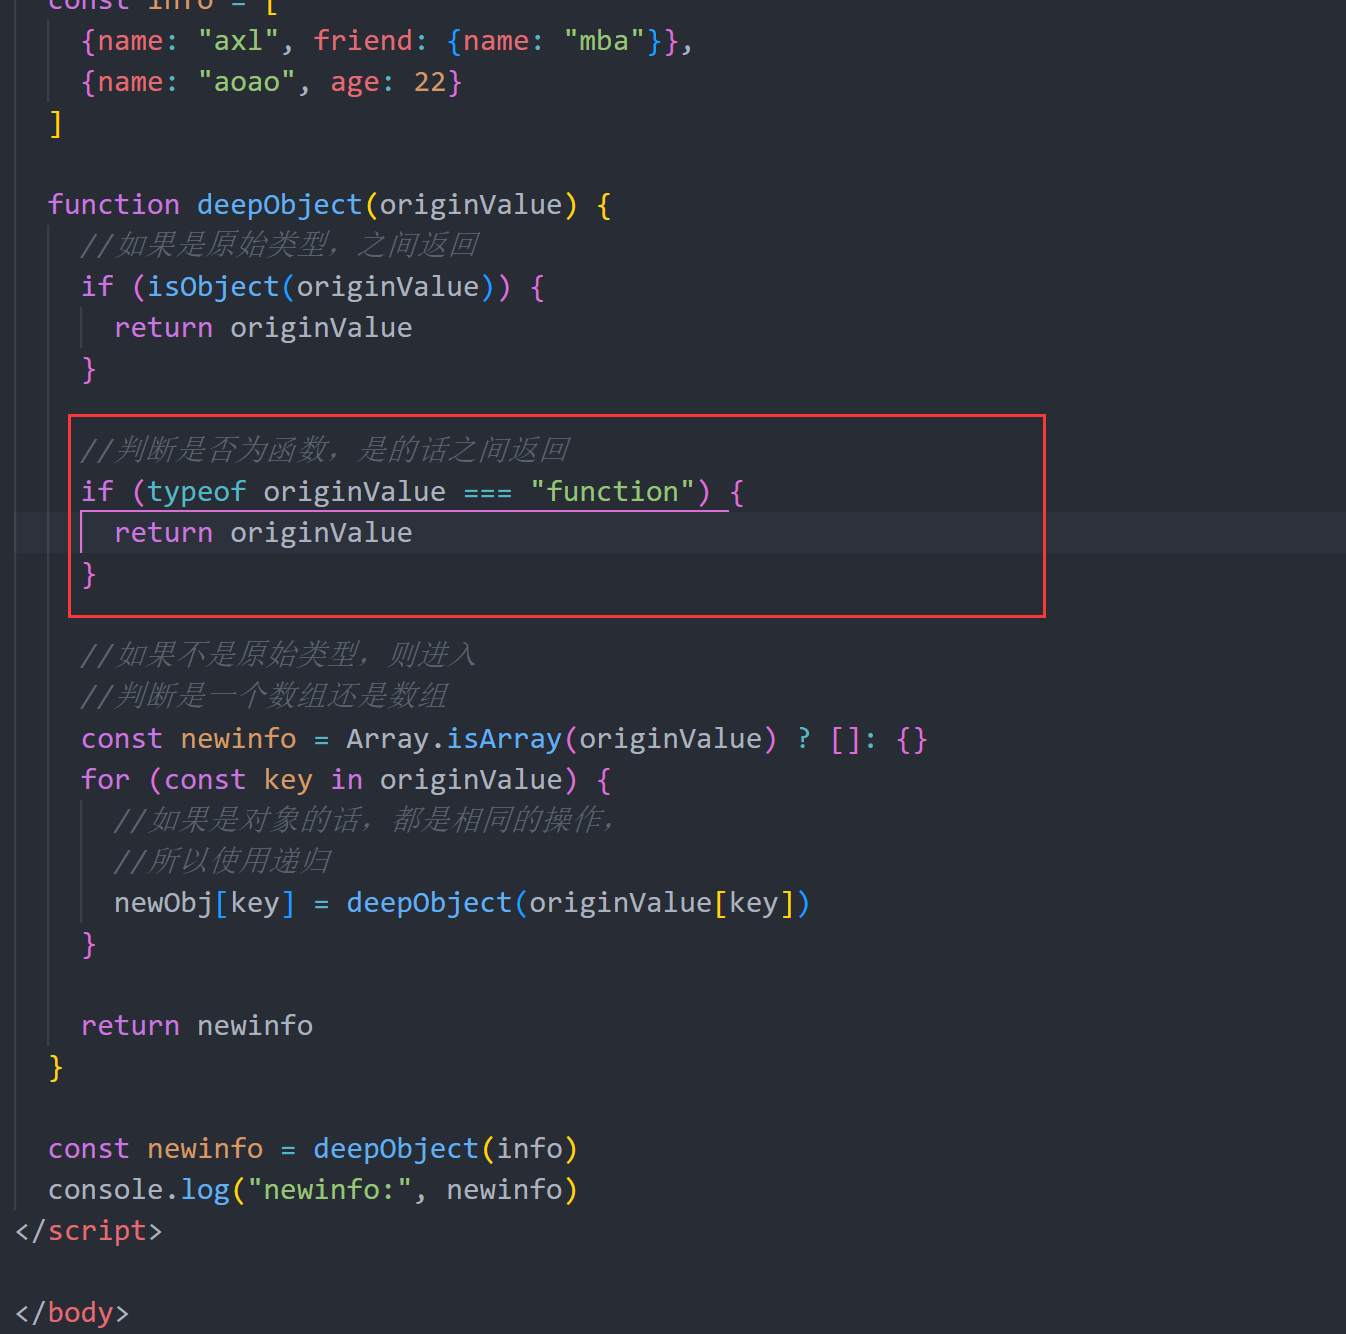 const info = [
{name: "axl", friend: {name: "mba"}},
{name: "aoao", age: 22}
]
function deepObject(originValue) {
//如果是原始类型，之间返回
if (isObject(originValue)) {
return originValue
}
//判断是否为函数，是的话之间返回
if (typeof originValue === "function") {
return originValue
}
//如果不是原始类型，则进入
//判断是一个数组还是数组
const newinfo = Array.isArray(originValue) ? []: {}
for (const key in originValue) {
//如果是对象的话，都是相同的操作，
//所以使用递归
newObj[key] = deepObject(originValue[key])
}
return newinfo
}
const newinfo = deepObject(info)
console.log("newinfo:", newinfo)
</script>
</body>